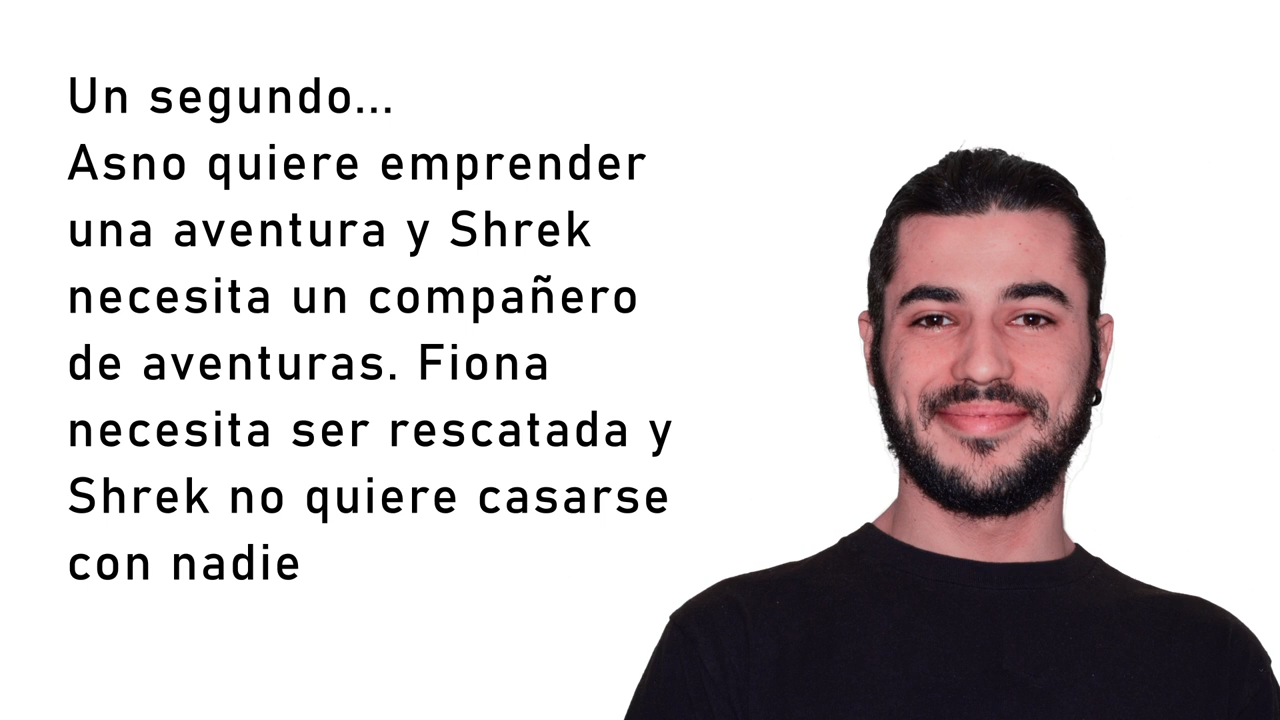 Un segundo...
Asno quiere emprender
una aventura y Shrek
necesita un compañero
de aventuras. Fiona
necesita ser rescatada y
Shrek no quiere casarse
con nadie